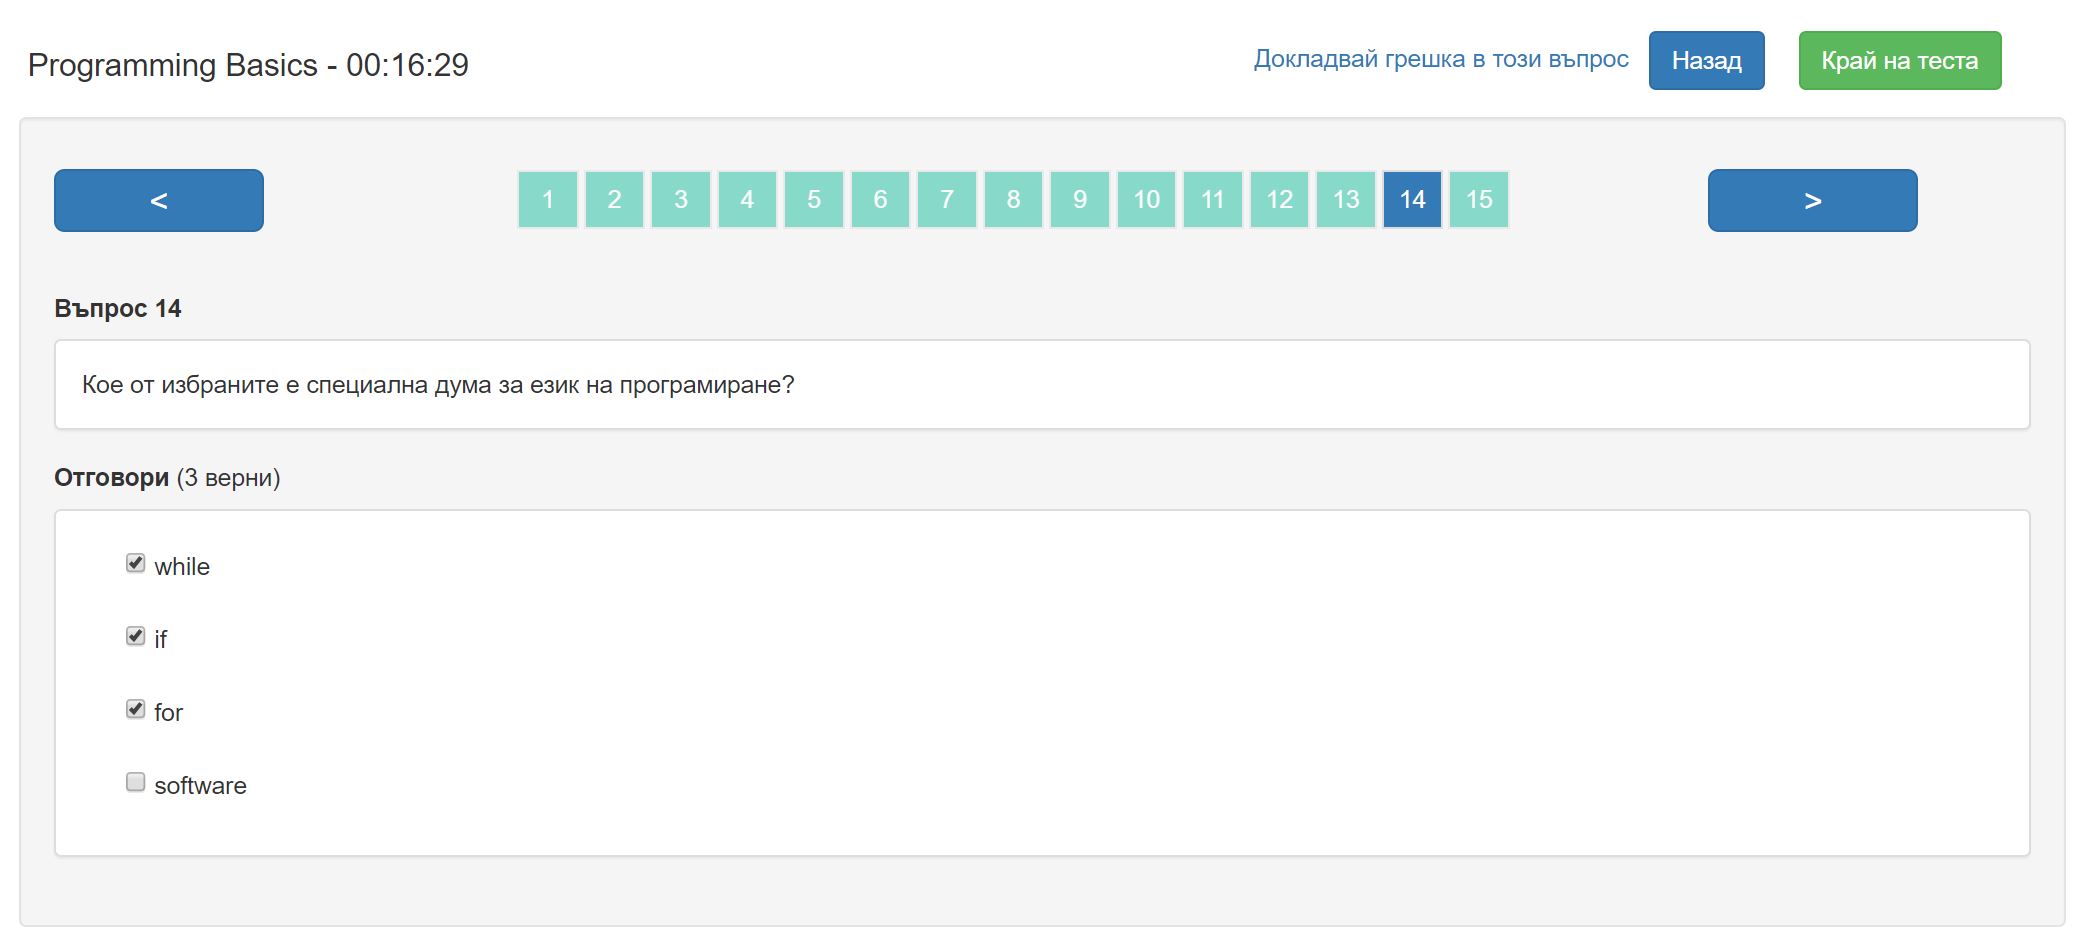 Programming Basics - 00:16:29
Докладвай грешка в този въпрос
Назад
Край на теста
<
1 2 3 4 5 6 7 8 9 10 11 12 13 14 15
>
Въпрос 14
Кое от избраните е специална дума за език на програмиране?
Отговори (3 верни)
while
if
for
software